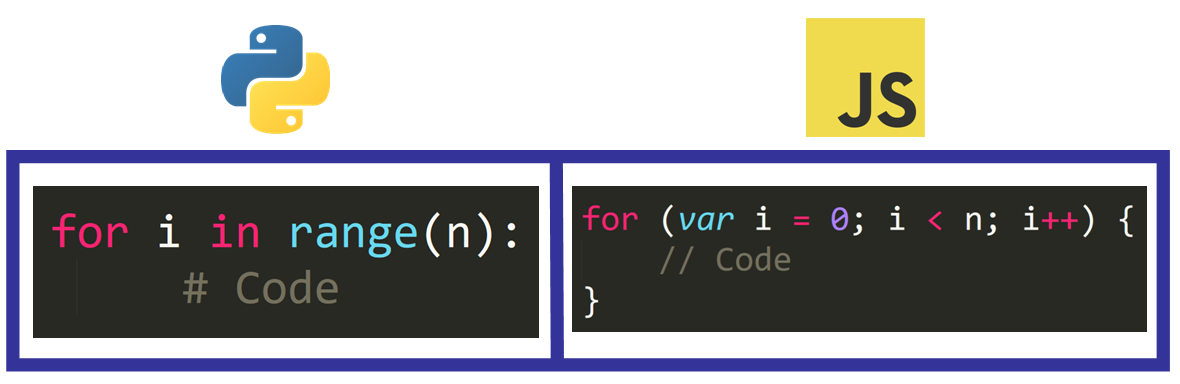 JS
for i in range(n):
# Code
for (var i = 0; i < n; i++) {
// Code
}